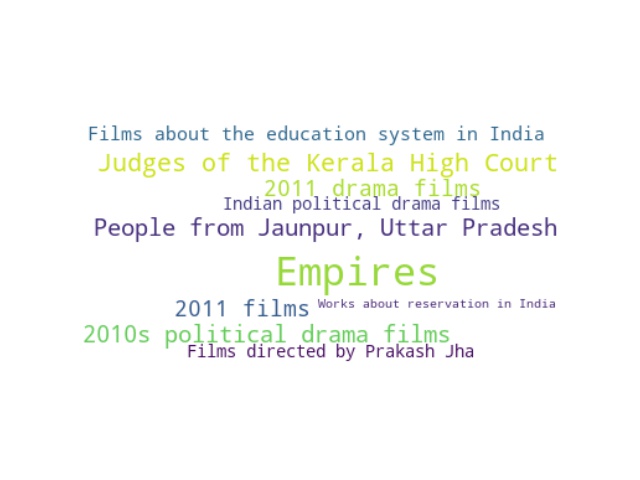 Films about the education system in India
Judges of the Kerala High Court
2011 drama films
Indian political drama films
People from Jaunpur, Uttar Pradesh
Empires
2011 films
Works about reservation in India
2010s political drama films
Films directed by Prakash Jha